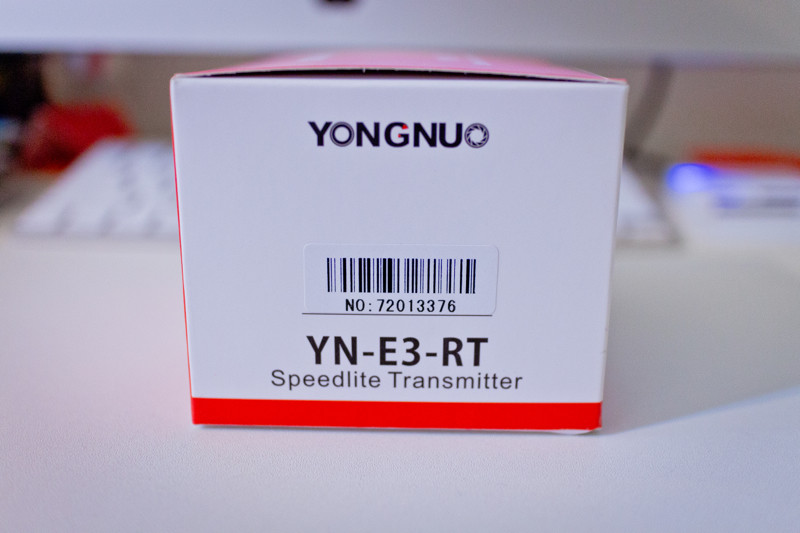 YONGNUO
NO:72013376
YN-E3-RT
Speedlite Transmitter